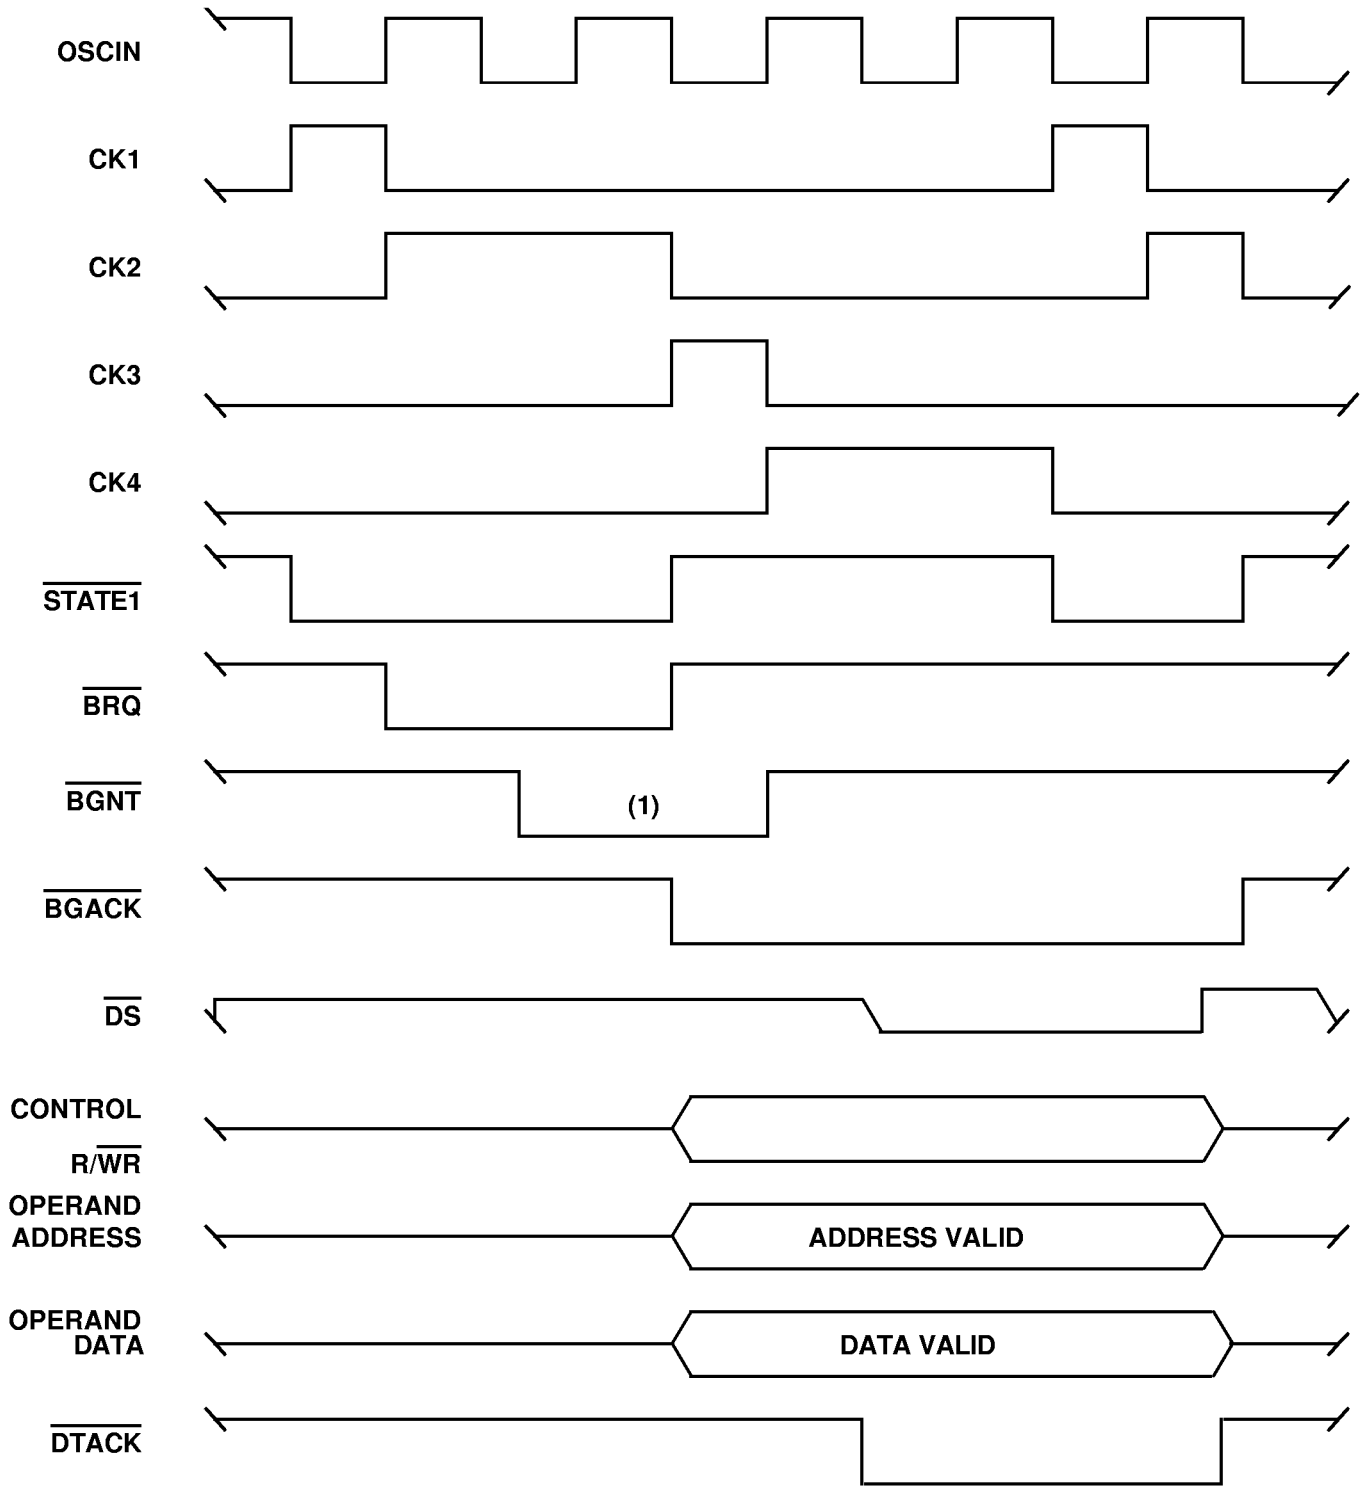 OSCIN
CK1
CK2
CK3
CK4
STATE1
BRQ
BGNT
(1)
BGACK
DS
CONTROL
R/WR
OPERAND
ADDRESS
ADDRESS VALID
OPERAND
DATA
DATA VALID
DTACK